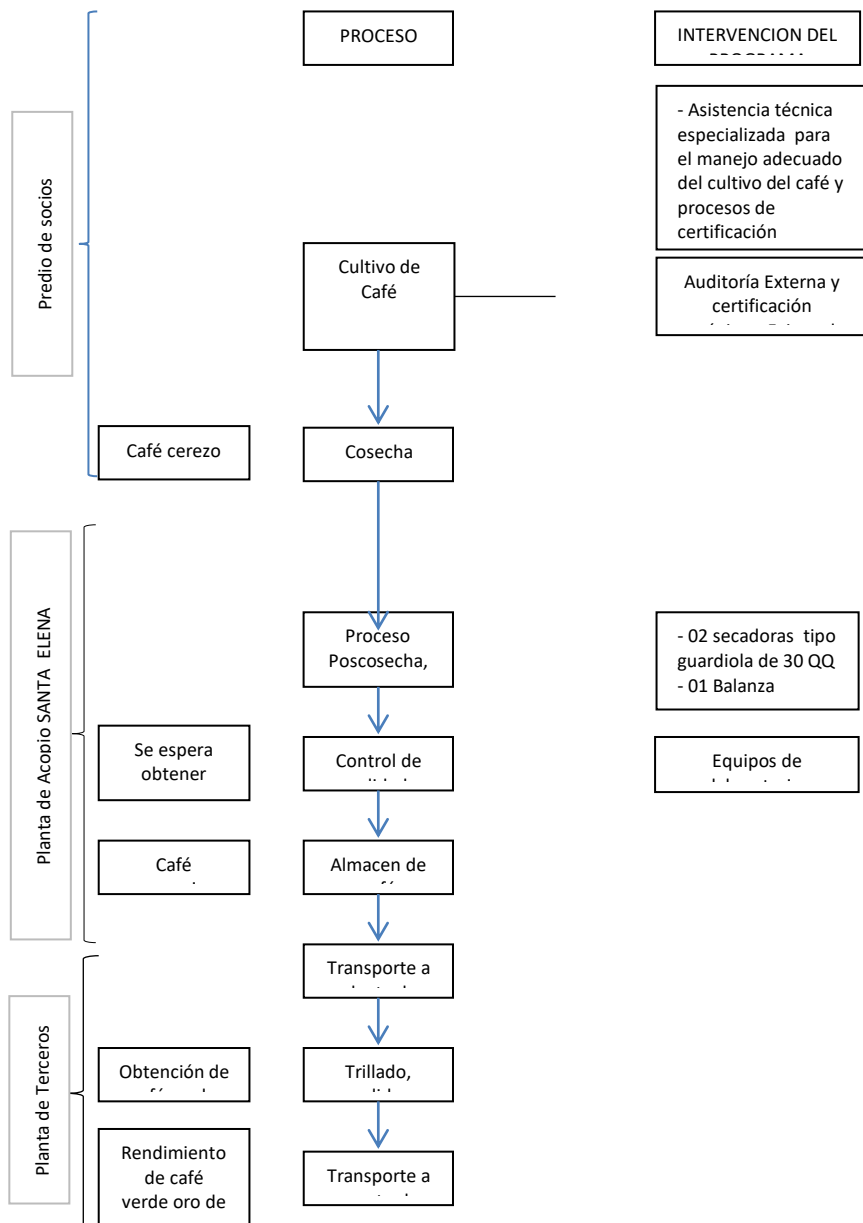 PROCESO
INTERVENCION DEL
Predio de socios
- Asistencia técnica
especializada para
el manejo adecuado
del cultivo del café y
procesos de
certificación
Cultivo de
Café
Auditoría Externa y
certificación
Café cerezo
Cosecha
Planta de Acopio SANTA ELENA
Proceso
Poscosecha,
- 02 secadoras tipo
guardiola de 30 QQ
- 01 Balanza
Se espera
obtener
Control de
Equipos de
Café
Almacen de
Transporte a
Planta de Terceros
Obtención de
Trillado,
Rendimiento
de café
verde oro de
Transporte a